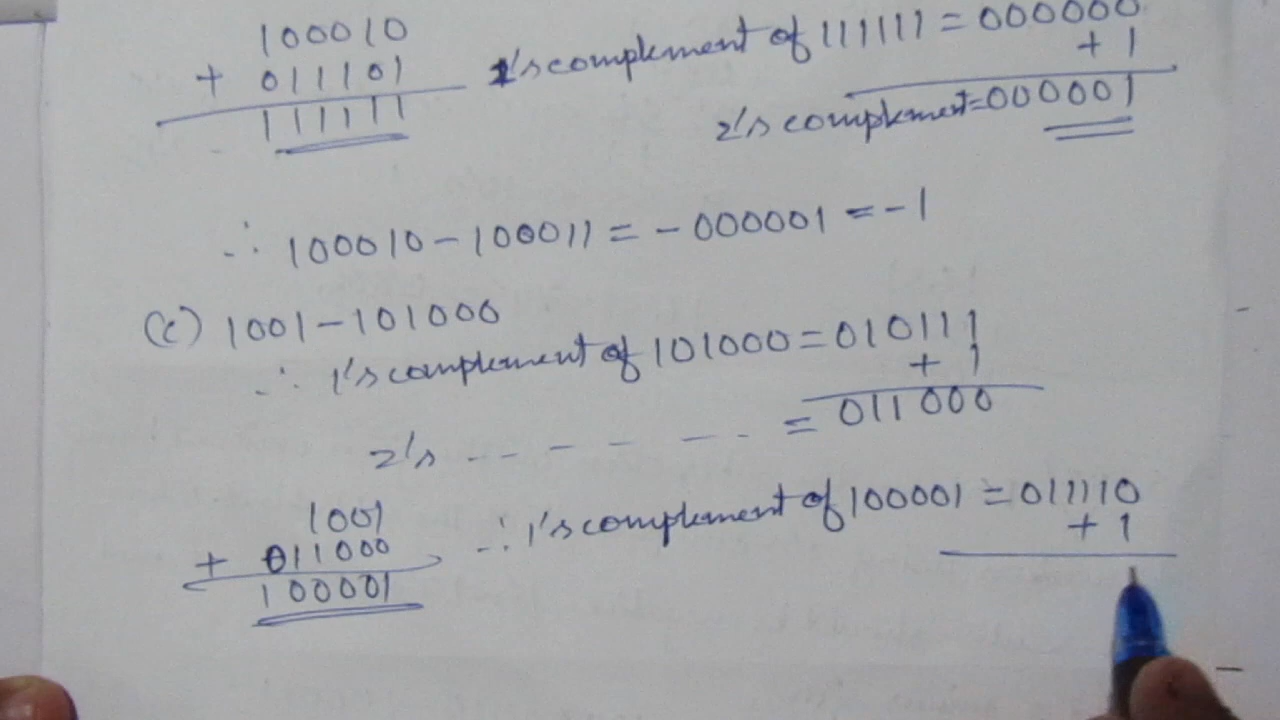 100010
+ 011101
111111
1's complement of 111111 = 000000
+ 1
2's complement = 000001
∴ 100010 - 100011 = - 000001 = - 1
(c) 1001 - 101000
∴ 1's complement of 101000 = 010111
+ 1
2's -- - - - -- = 011000
1001
+ 011000
100001
∴ 1's complement of 100001 = 011110
+ 1